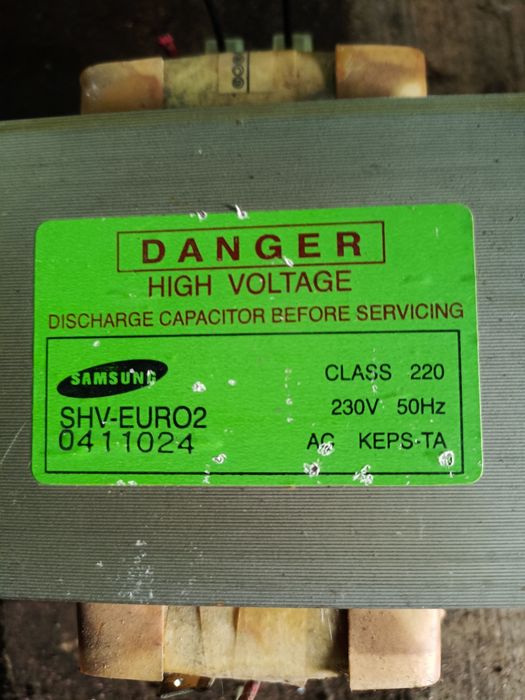 DANGER
HIGH VOLTAGE
DISCHARGE CAPACITOR BEFORE SERVICING
SAMSUNG
CLASS 220
SHV-EURO2
230V 50Hz
0411024
AC KEPS-TA